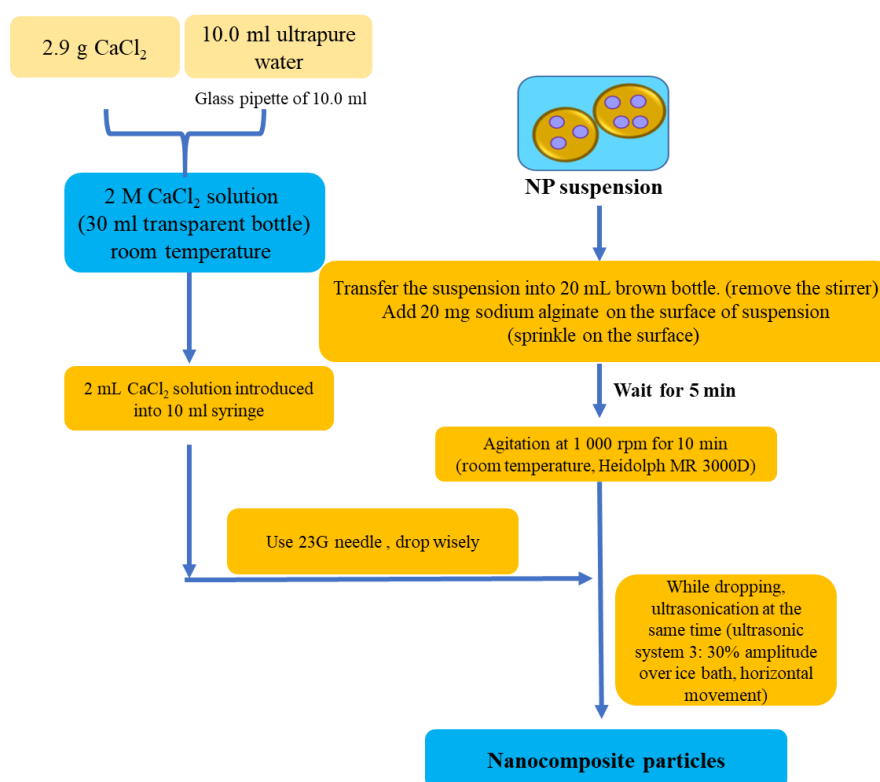 2.9 g CaCl₂
10.0 ml ultrapure
water
Glass pipette of 10.0 ml
2 M CaCl₂ solution
(30 ml transparent bottle)
room temperature
2 mL CaCl₂ solution introduced
into 10 ml syringe
NP suspension
Transfer the suspension into 20 mL brown bottle. (remove the stirrer)
Add 20 mg sodium alginate on the surface of suspension
(sprinkle on the surface)
Wait for 5 min
Agitation at 1 000 rpm for 10 min
(room temperature, Heidolph MR 3000D)
Use 23G needle , drop wisely
While dropping,
ultrasonication at the
same time (ultrasonic
system 3: 30% amplitude
over ice bath, horizontal
movement)
Nanocomposite particles